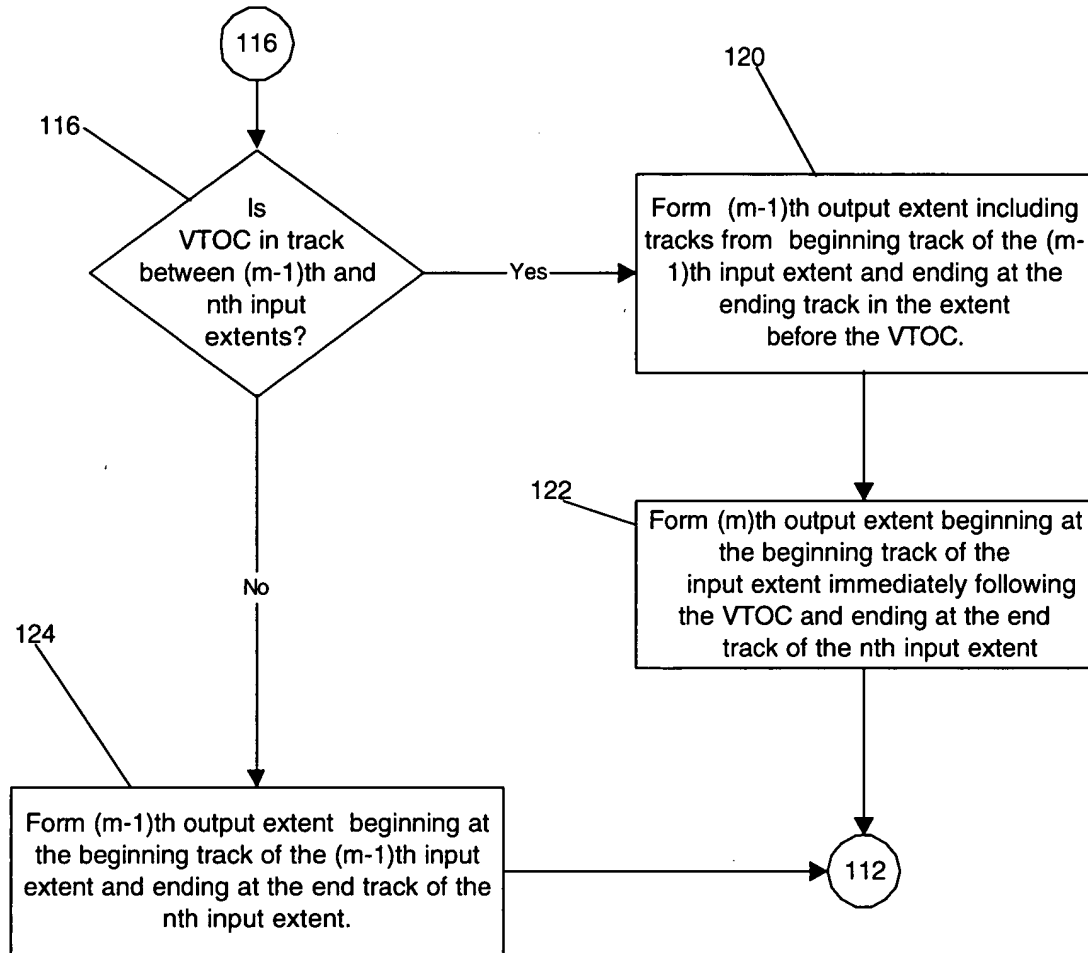 116
116
Is
VTOC in track
between (m-1)th and
nth input
extents?
Yes
120
Form (m-1)th output extent including
tracks from beginning track of the (m-
1)th input extent and ending at the
ending track in the extent
before the VTOC.
122
Form (m)th output extent beginning at
the beginning track of the
input extent immediately following
the VTOC and ending at the end
track of the nth input extent
No
124
Form (m-1)th output extent beginning at
the beginning track of the (m-1)th input
extent and ending at the end track of the
nth input extent.
112